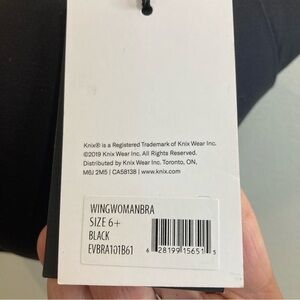 Knix® is a Registered Trademark of Knix Wear Inc.
©2019 Knix Wear Inc. All Rights Reserved.
Distributed by Knix Wear Inc. Toronto, ON,
M6J 2M5 | CA58138 | www.knix.com
WINGWOMANBRA
SIZE 6+
BLACK
EVBRA101B61
6 28199 15651 5